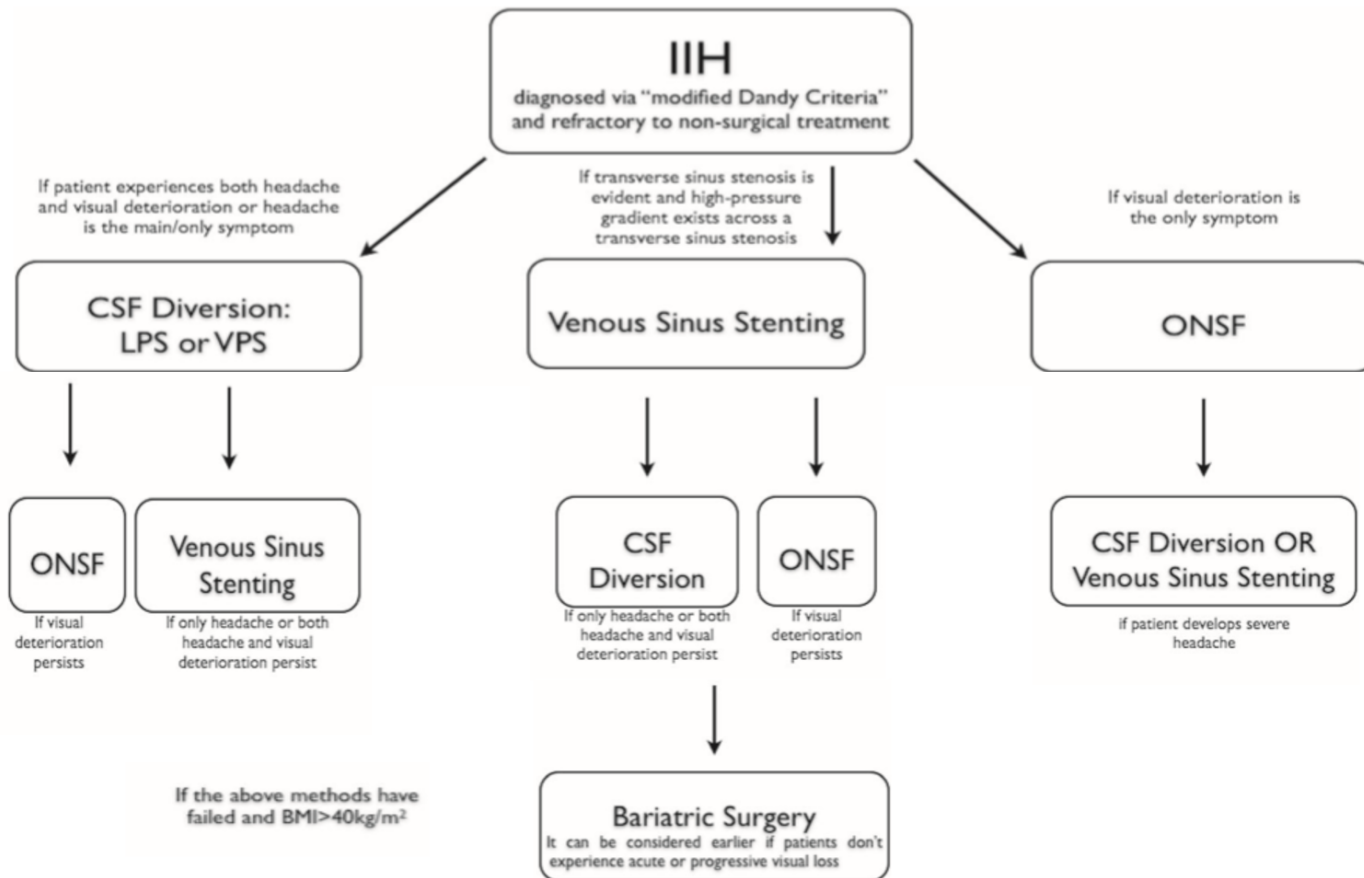 IIH
diagnosed via “modified Dandy Criteria”
and refractory to non-surgical treatment
If patient experiences both headache
and visual deterioration or headache
is the main/only symptom
If transverse sinus stenosis is
evident and high-pressure
gradient exists across a
transverse sinus stenosis
If visual deterioration is
the only symptom
CSF Diversion:
LPS or VPS
Venous Sinus Stenting
ONSF
ONSF
If visual
deterioration
persists
Venous Sinus
Stenting
If only headache or both
headache and visual
deterioration persist
CSF
Diversion
If only headache or both
headache and visual
deterioration persist
ONSF
If visual
deterioration
persists
CSF Diversion OR
Venous Sinus Stenting
if patient develops severe
headache
If the above methods have
failed and BMI>40kg/m²
Bariatric Surgery
It can be considered earlier if patients don't
experience acute or progressive visual loss